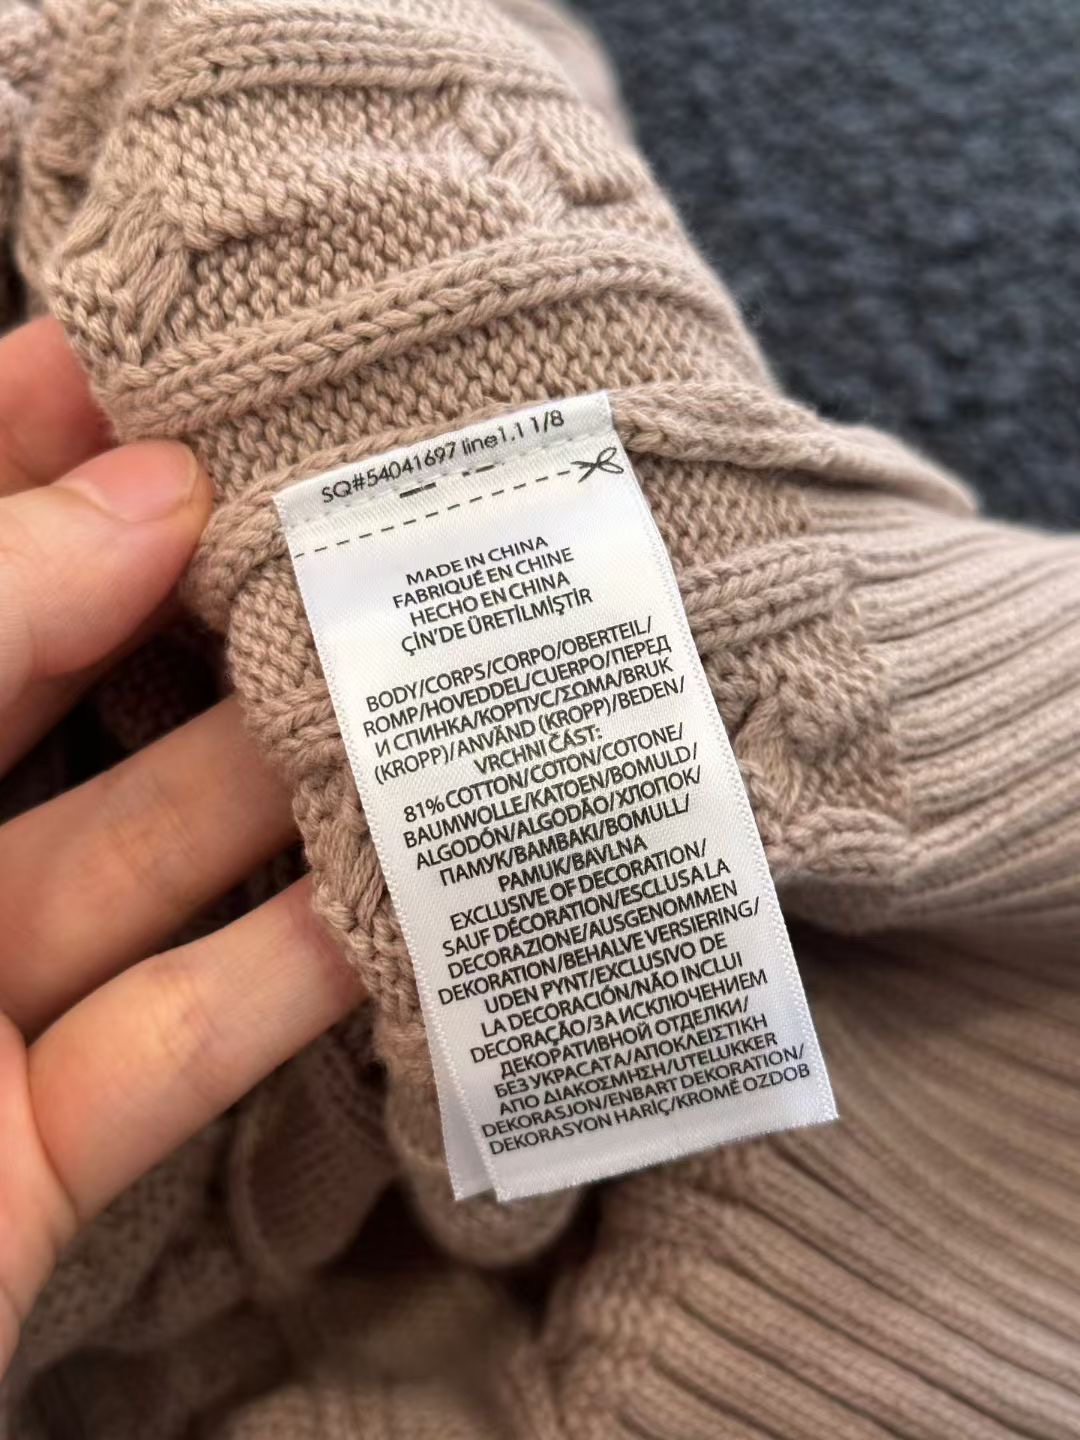 SQ#54041697 line1.1 1/8
MADE IN CHINA
FABRIQUÉ EN CHINE
HECHO EN CHINA
ÇİN'DE ÜRETİLMİŞTİR
BODY/CORPS/CORPO/OBERTEIL/
ROMP/HOVEDDEL/CUERPO/ПЕРЕД
И СПИНКА/КОРПУС/ΣΩΜΑ/BRUK
(KROPP)/ANVÄND (KROPP)/BEDEN/
VRCHNI ČÁST:
81% COTTON/COTON/COTONE/
BAUMWOLLE/KATOEN/BOMULD/
ALGODÓN/ALGODÃO/ХЛОПОК/
ПАМУК/BAMBAKI/BOMULL/
PAMUK/BAVLNA
EXCLUSIVE OF DECORATION/
SAUF DÉCORATION/ESCLUSA LA
DECORAZIONE/AUSGENOMMEN
DEKORATION/BEHALVE VERSIERING/
UDEN PYNT/EXCLUSIVO DE
LA DECORACIÓN/NÃO INCLUI
DECORAÇÃO/ЗА ИСКЛЮЧЕНИЕМ
ДЕКОРАТИВНОЙ ОТДЕЛКИ/
БЕЗ УКРАСАТА/ΑΠΟΚΛΕΙΣΤΙΚΗ
ΑΠΟ ΔΙΑΚΟΣΜΗΣΗ/UTELUKKER
DEKORASJON/ENBART DEKORATION/
DEKORASYON HARİÇ/KROMĚ OZDOB